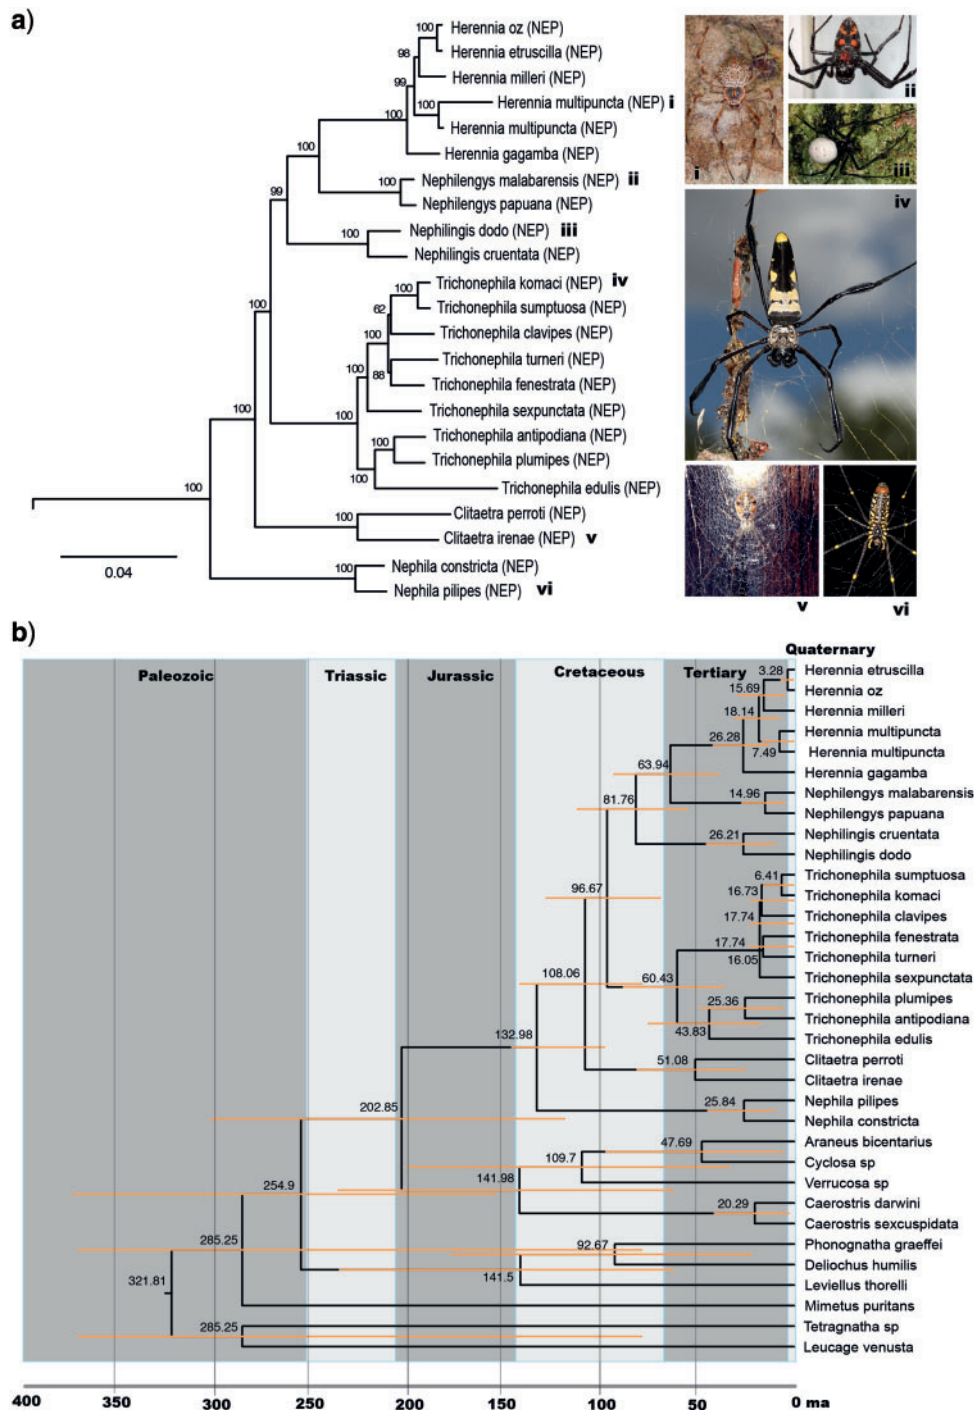 a)
Herennia oz (NEP)
Herennia etruscilla (NEP)
Herennia milleri (NEP)
Herennia multipuncta (NEP) i
Herennia multipuncta (NEP)
Herennia gagamba (NEP)
Nephilengys malabarensis (NEP) ii
Nephilengys papuana (NEP)
Nephilingis dodo (NEP) iii
Nephilingis cruentata (NEP)
Trichonephila komaci (NEP) iv
Trichonephila sumptuosa (NEP)
Trichonephila clavipes (NEP)
Trichonephila turneri (NEP)
Trichonephila fenestrata (NEP)
Trichonephila sexpunctata (NEP)
Trichonephila antipodiana (NEP)
Trichonephila plumipes (NEP)
Trichonephila edulis (NEP)
Clitaetra perroti (NEP)
Clitaetra irenae (NEP) v
Nephila constricta (NEP)
Nephila pilipes (NEP) vi
100
98
99
100
100
100
100
99
100
100
100
62
100
88
100
100
100
100
100
100
100
100
100
0.04
i
ii
iii
iv
v
vi
b)
Paleozoic
Triassic
Jurassic
Cretaceous
Tertiary
Quaternary
Herennia etruscilla
Herennia oz
Herennia milleri
Herennia multipuncta
Herennia multipuncta
Herennia gagamba
Nephilengys malabarensis
Nephilengys papuana
Nephilingis cruentata
Nephilingis dodo
Trichonephila sumptuosa
Trichonephila komaci
Trichonephila clavipes
Trichonephila fenestrata
Trichonephila turneri
Trichonephila sexpunctata
Trichonephila plumipes
Trichonephila antipodiana
Trichonephila edulis
Clitaetra perroti
Clitaetra irenae
Nephila pilipes
Nephila constricta
Araneus bicentarius
Cyclosa sp
Verrucosa sp
Caerostris darwini
Caerostris sexcuspidata
Phonognatha graeffei
Deliochus humilis
Leviellus thorelli
Mimetus puritans
Tetragnatha sp
Leucage venusta
3.28
15.69
18.14
26.28
7.49
63.94
14.96
81.76
26.21
6.41
16.73
96.67
17.74
17.74
16.05
108.06
60.43
25.36
43.83
132.98
51.08
25.84
202.85
47.69
109.7
141.98
254.9
20.29
285.25
92.67
141.5
321.81
285.25
400
350
300
250
200
150
100
50
0 ma